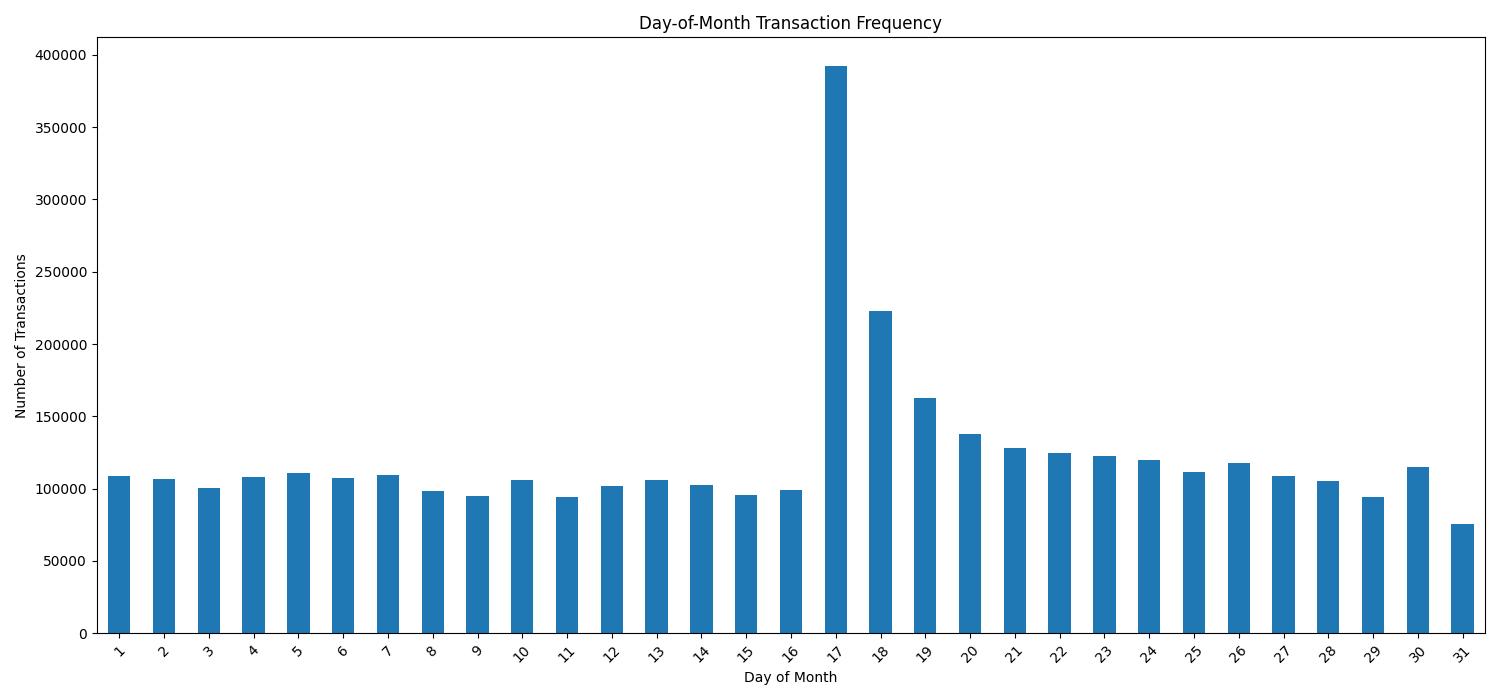 Day-of-Month Transaction Frequency
Number of Transactions
400000
350000
300000
250000
200000
150000
100000
50000
0
1 2 3 4 5 6 7 8 9 10 11 12 13 14 15 16 17 18 19 20 21 22 23 24 25 26 27 28 29 30 31
Day of Month